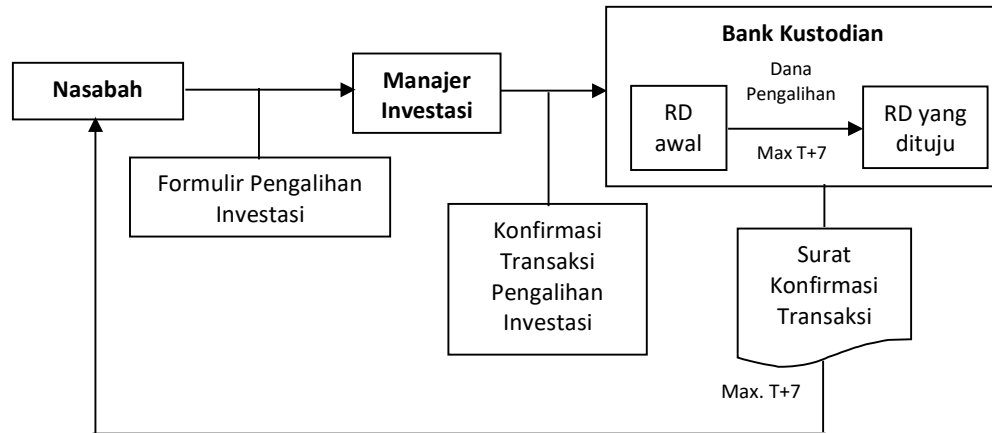 Bank Kustodian
Nasabah
Manajer
Investasi
Dana
Pengalihan
RD
awal
RD yang
dituju
Max T+7
Formulir Pengalihan
Investasi
Konfirmasi
Transaksi
Pengalihan
Investasi
Surat
Konfirmasi
Transaksi
Max. T+7